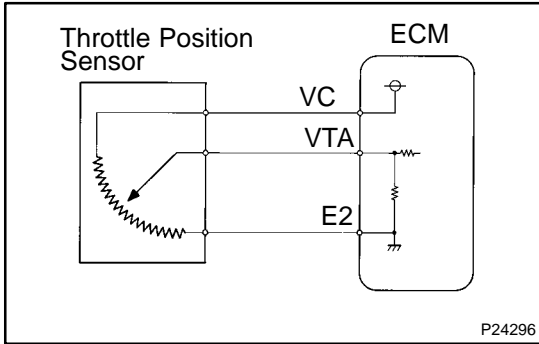 Throttle Position
Sensor
ECM
VC
VTA
E2
P24296